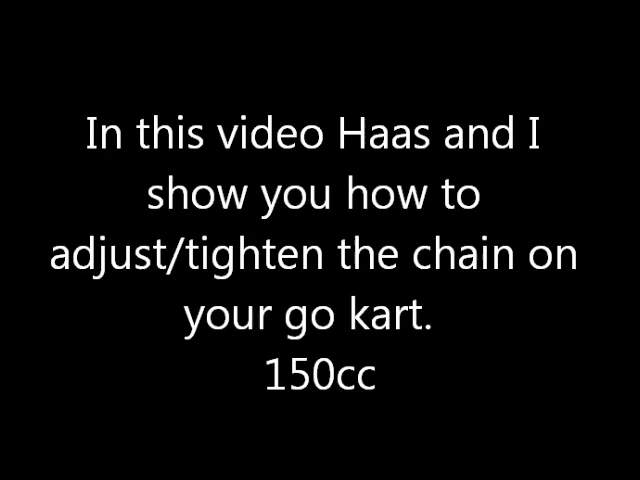 In this video Haas and I
show you how to
adjust/tighten the chain on
your go kart.
150cc